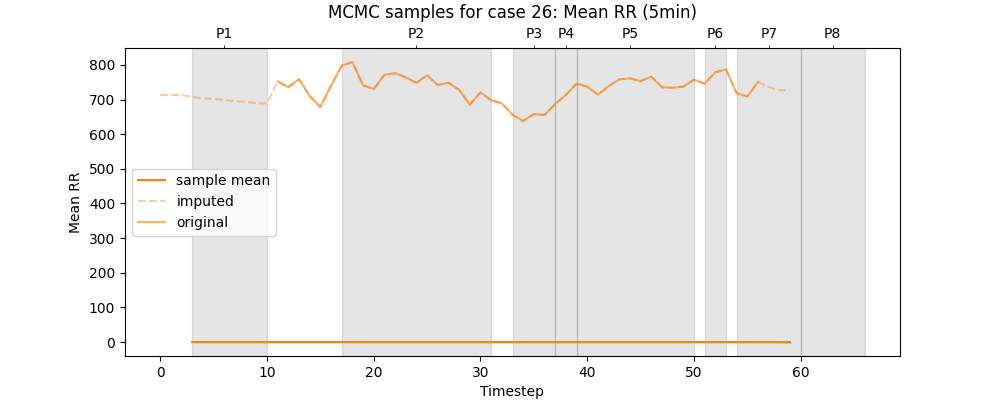 MCMC samples for case 26: Mean RR (5min)
P1 P2 P3 P4 P5 P6 P7 P8
800
700
600
500
400
300
200
100
0
Mean RR
sample mean
imputed
original
0 10 20 30 40 50 60
Timestep